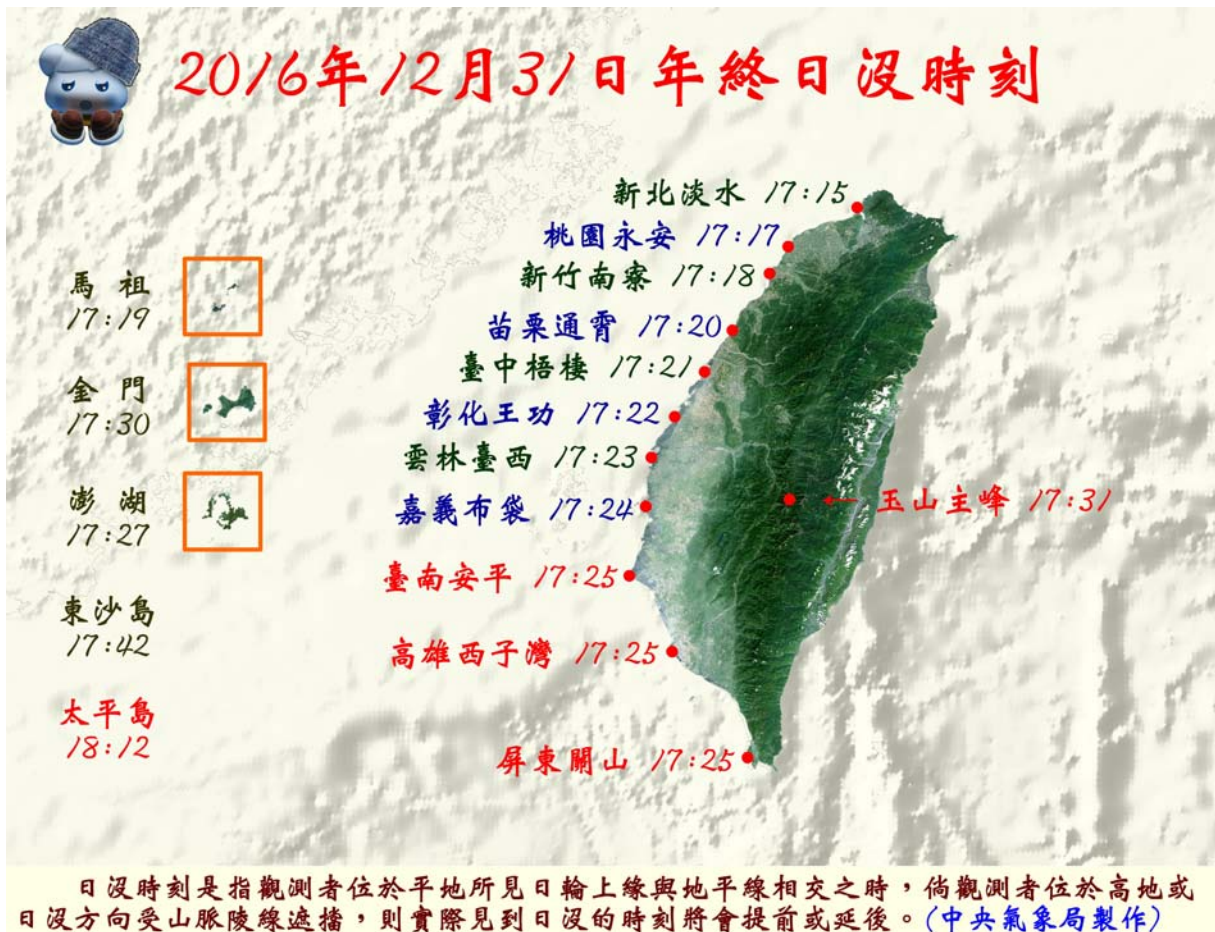 2016年12月31日年終日沒時刻
新北淡水 17:15
桃園永安 17:17
新竹南寮 17:18
苗栗通霄 17:20
臺中梧棲 17:21
彰化王功 17:22
雲林臺西 17:23
嘉義布袋 17:24
臺南安平 17:25
高雄西子灣 17:25
屏東關山 17:25
玉山主峰 17:31
馬祖
17:19
金門
17:30
澎湖
17:27
東沙島
17:42
太平島
18:12
日沒時刻是指觀測者位於平地所見日輪上緣與地平線相交之時，倘觀測者位於高地或
日沒方向受山脈陵線遮擋，則實際見到日沒的時刻將會提前或延後。(中央氣象局製作)